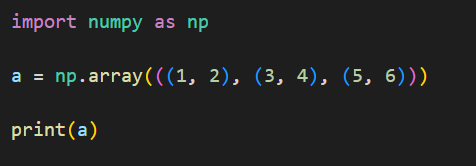 import numpy as np
a = np.array(((1, 2), (3, 4), (5, 6)))
print(a)